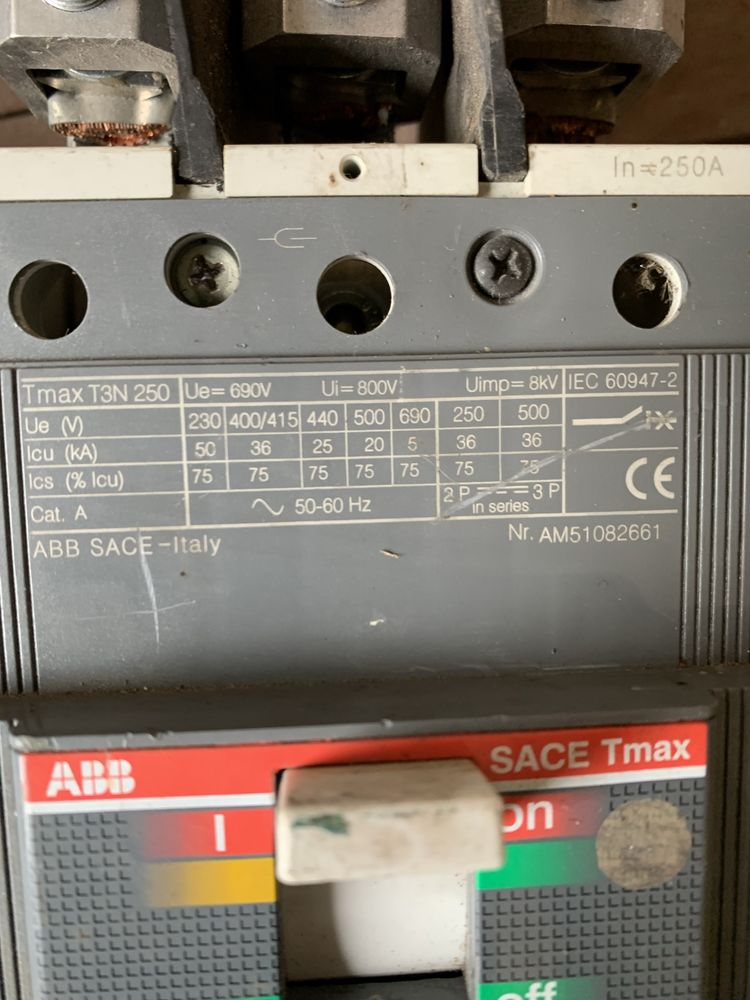 In=250A
Tmax T3N 250 Ue= 690V Ui= 800V Uimp= 8kV IEC 60947-2
Ue (V) 230 400/415 440 500 690 250 500
Icu (kA) 50 36 25 20 5 36 36
Ics (% Icu) 75 75 75 75 75 75 75
Cat. A ~ 50-60 Hz 2 P 3 P
in series
CE
ABB SACE-Italy Nr. AM51082661
ABB SACE Tmax
I on
off